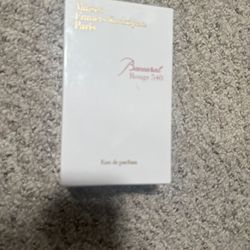 Maison
Francis Kurkdjian
Paris
Baccarat
Rouge 540
Eau de parfum